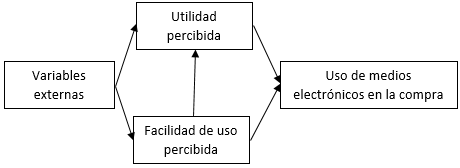 Utilidad
percibida
Variables
externas
Uso de medios
electrónicos en la compra
Facilidad de uso
percibida